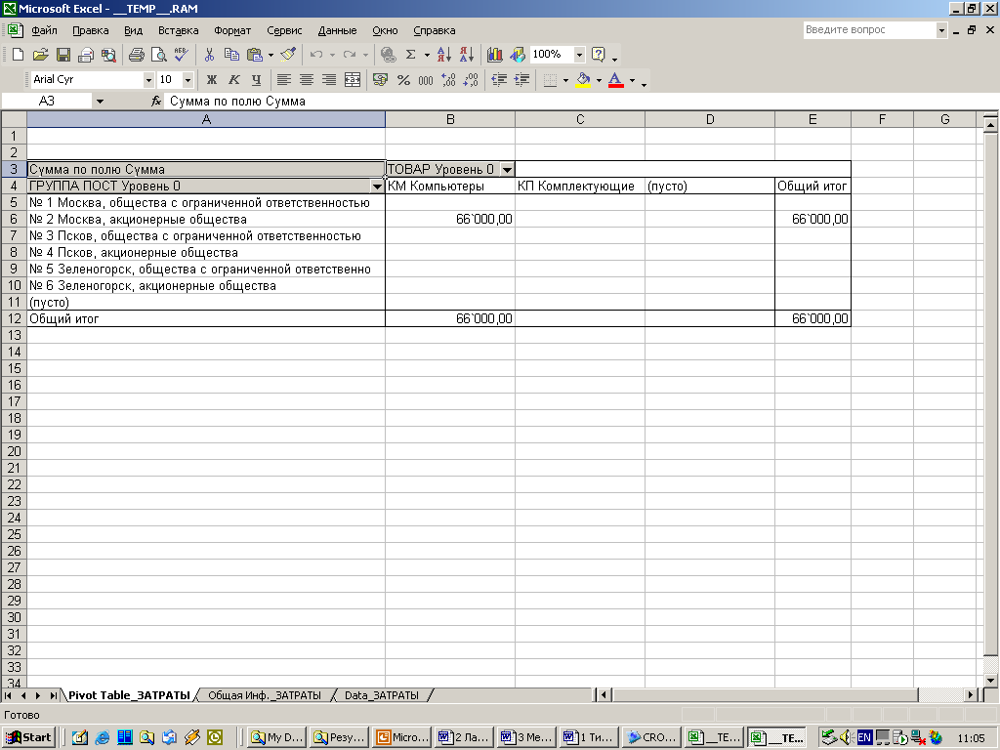 Microsoft Excel - __TEMP__.RAM
Файл Правка Вид Вставка Формат Сервис Данные Окно Справка Введите вопрос
100%
Arial Cyr 10 Ж К Ч % 000
A3 fx Сумма по полю Сумма
A B C D E F G
1
2
3 Сумма по полю Сумма ТОВАР Уровень 0
4 ГРУППА ПОСТ Уровень 0 КМ Компьютеры КП Комплектующие (пусто) Общий итог
5 № 1 Москва, общества с ограниченной ответственностью
6 № 2 Москва, акционерные общества 66`000,00 66`000,00
7 № 3 Псков, общества с ограниченной ответственностью
8 № 4 Псков, акционерные общества
9 № 5 Зеленогорск, общества с ограниченной ответственно
10 № 6 Зеленогорск, акционерные общества
11 (пусто)
12 Общий итог 66`000,00 66`000,00
13
14
15
16
17
18
19
20
21
22
23
24
25
26
27
28
29
30
31
32
33
34
Pivot Table_ЗАТРАТЫ Общая Инф._ЗАТРАТЫ Data_ЗАТРАТЫ
Готово
Start My D... Резу... Micro... 2 Ла... 3 Ме... 1 Ти... CRO... __TE... __TE... EN 11:05